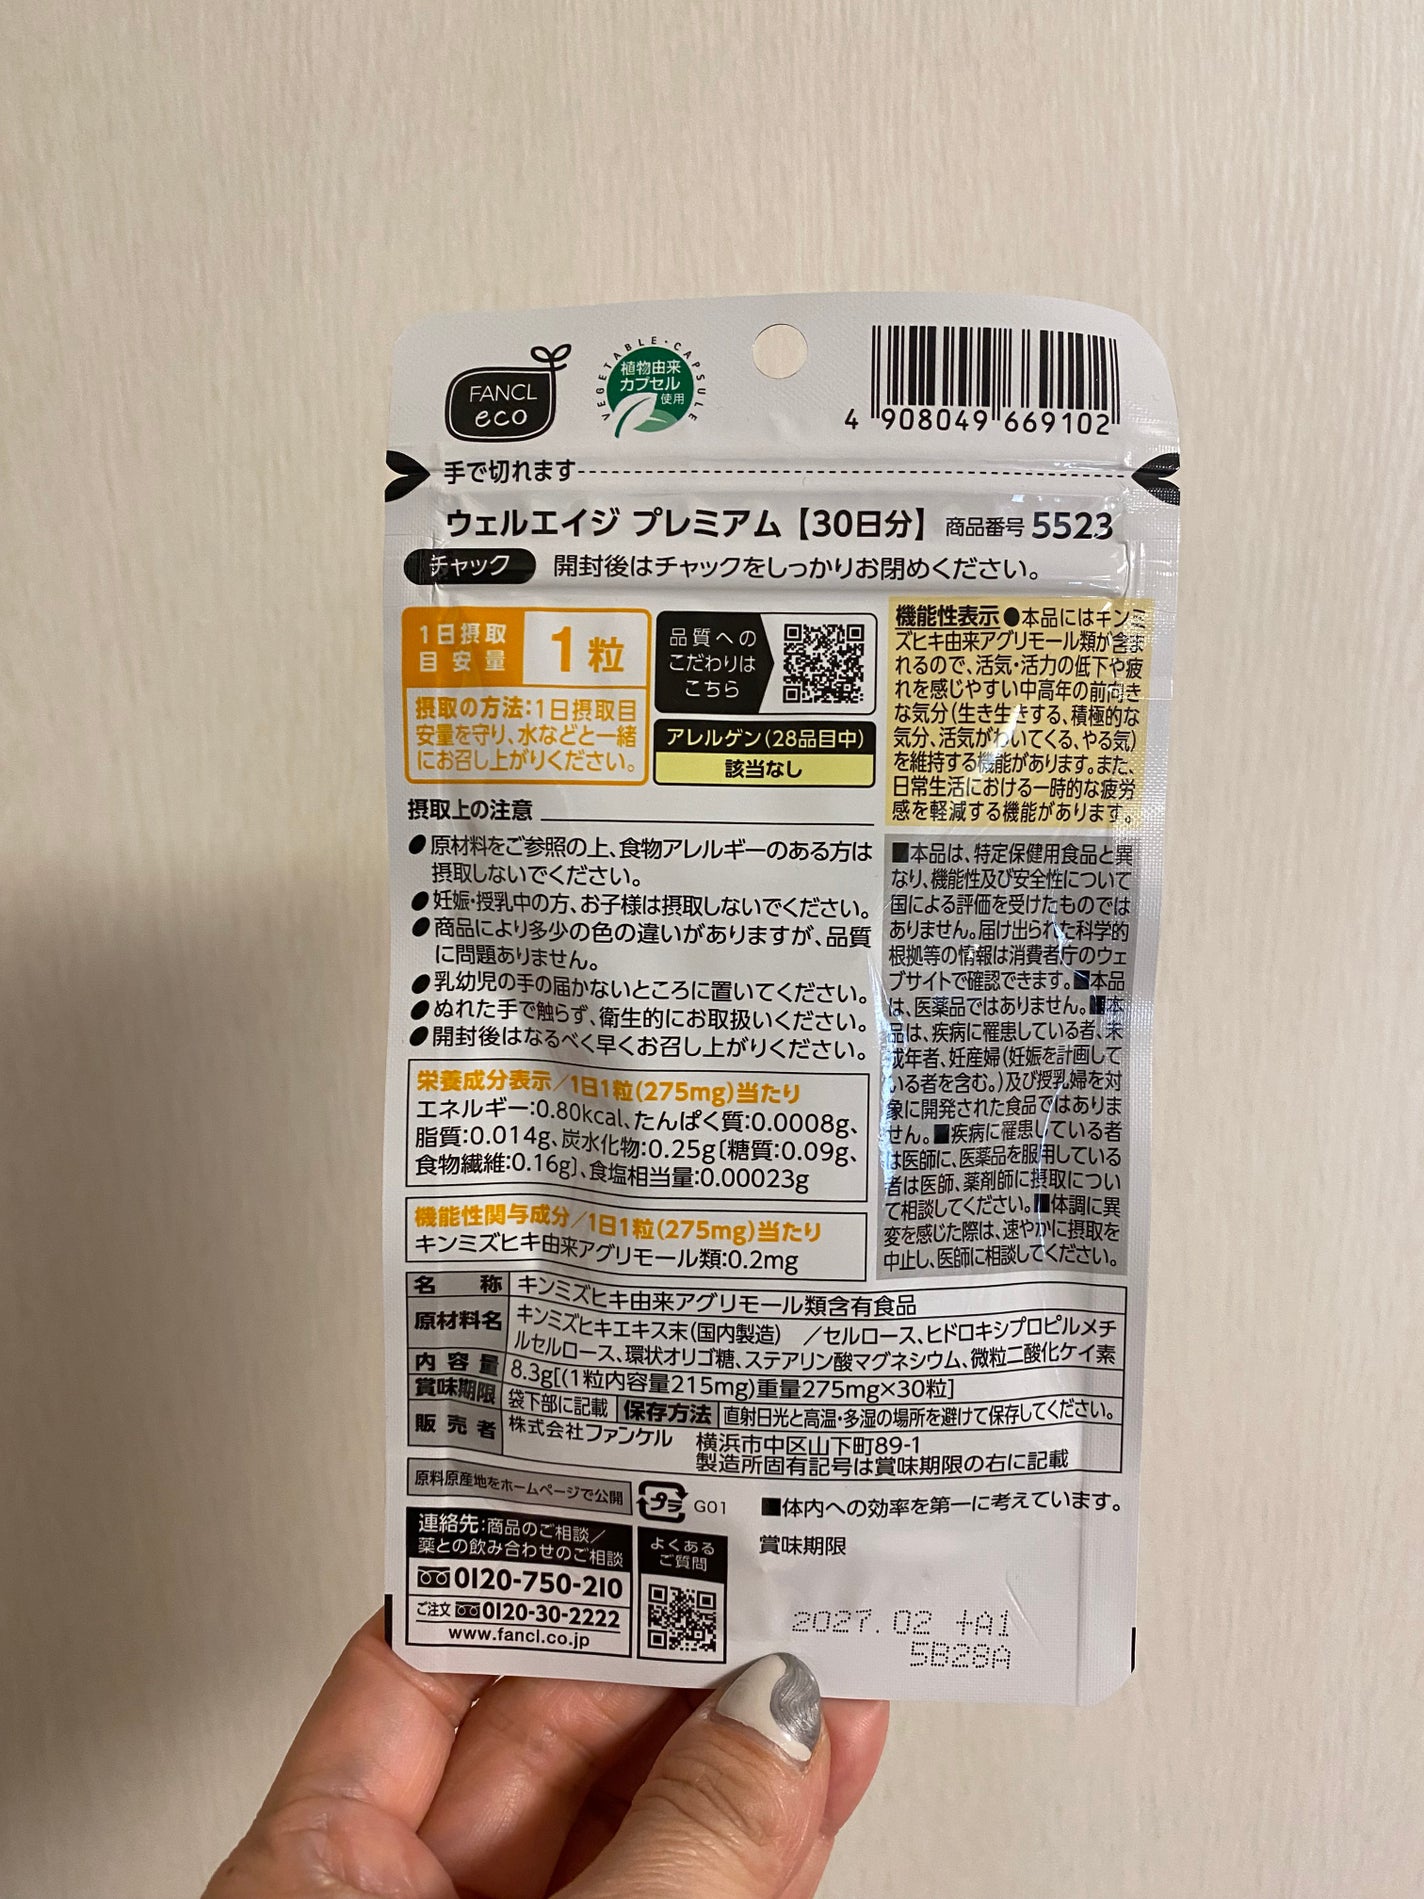 FANCL
eco
VEGETABLE・CAPSULE
植物由来
カプセル
使用
4 908049 669102
手で切れます
ウェルエイジ プレミアム【30日分】 商品番号 5523
チャック 開封後はチャックをしっかりお閉めください。
1日摂取
目安量
1粒
摂取の方法:1日摂取目
安量を守り、水などと一緒
にお召し上がりください。
品質への
こだわりは
こちら
アレルゲン(28品目中)
該当なし
機能性表示●本品にはキンミ
ズヒキ由来アグリモール類が含ま
れるので、活気・活力の低下や疲
れを感じやすい中高年の前向き
な気分(生き生きする、積極的な
気分、活気がわいてくる、やる気)
を維持する機能があります。また、
日常生活における一時的な疲労
感を軽減する機能があります。
摂取上の注意
●原材料をご参照の上、食物アレルギーのある方は
摂取しないでください。
●妊娠・授乳中の方、お子様は摂取しないでください。
●商品により多少の色の違いがありますが、品質
に問題ありません。
●乳幼児の手の届かないところに置いてください。
●ぬれた手で触らず、衛生的にお取扱いください。
●開封後はなるべく早くお召し上がりください。
■本品は、特定保健用食品と異
なり、機能性及び安全性について
国による評価を受けたものでは
ありません。届け出られた科学的
根拠等の情報は消費者庁のウェ
ブサイトで確認できます。■本品
は、医薬品ではありません。■本
品は、疾病に罹患している者、未
成年者、妊産婦(妊娠を計画して
いる者を含む。)及び授乳婦を対
象に開発された食品ではありま
せん。■疾病に罹患している者
は医師に、医薬品を服用している
者は医師、薬剤師に摂取につい
て相談してください。■体調に異
変を感じた際は、速やかに摂取を
中止し、医師に相談してください。
栄養成分表示/1日1粒(275mg)当たり
エネルギー:0.80kcal、たんぱく質:0.0008g、
脂質:0.014g、炭水化物:0.25g〔糖質:0.09g、
食物繊維:0.16g〕、食塩相当量:0.00023g
機能性関与成分/1日1粒(275mg)当たり
キンミズヒキ由来アグリモール類:0.2mg
名称 キンミズヒキ由来アグリモール類含有食品
原材料名 キンミズヒキエキス末(国内製造) /セルロース、ヒドロキシプロピルメチ
ルセルロース、環状オリゴ糖、ステアリン酸マグネシウム、微粒二酸化ケイ素
内容量 8.3g[(1粒内容量215mg)重量275mg×30粒]
賞味期限 袋下部に記載 保存方法 直射日光と高温・多湿の場所を避けて保存してください。
販売者 株式会社ファンケル 横浜市中区山下町89-1
製造所固有記号は賞味期限の右に記載
原料原産地をホームページで公開
プラ G01
■体内への効率を第一に考えています。
連絡先:商品のご相談/
薬との飲み合わせのご相談
0120-750-210
ご注文 0120-30-2222
www.fancl.co.jp
よくある
ご質問
賞味期限
2027.02 +A1
5B28A